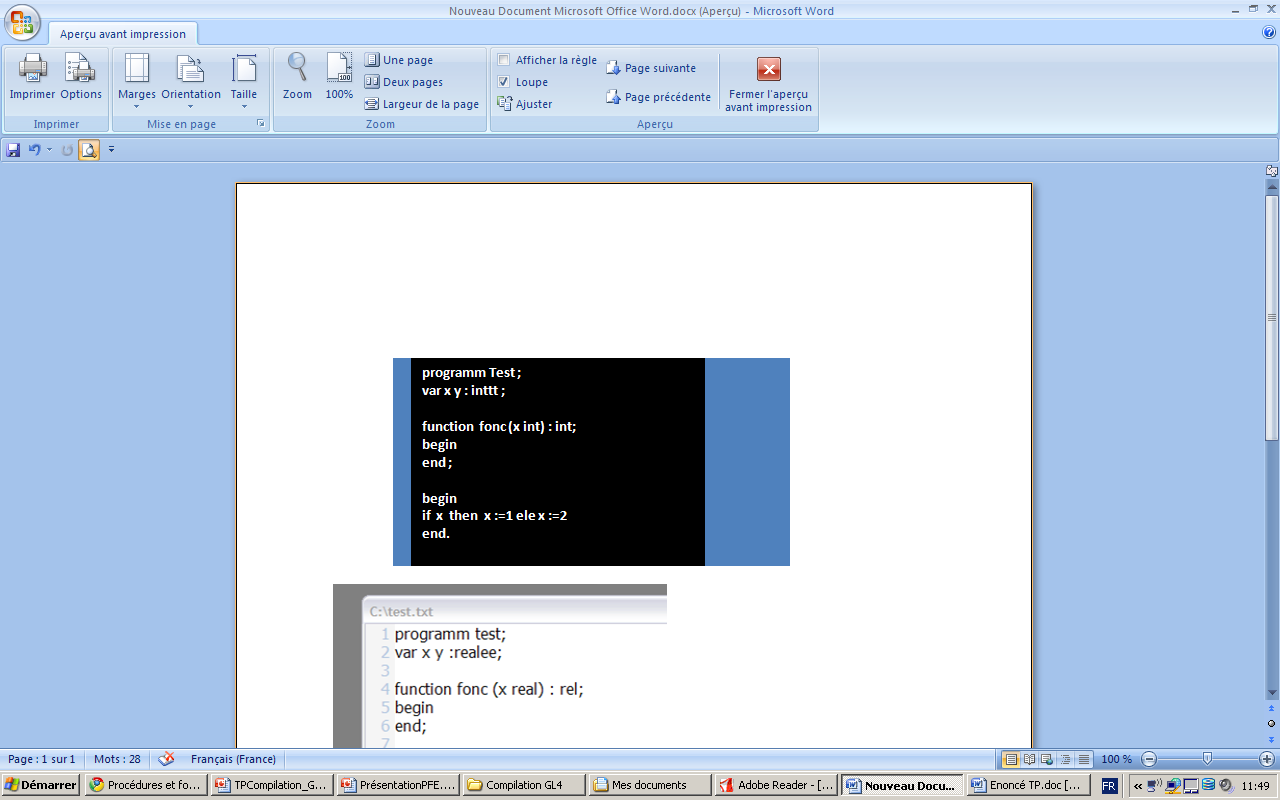 Nouveau Document Microsoft Office Word.docx (Aperçu) - Microsoft Word
Aperçu avant impression
Imprimer
Options
Imprimer
Marges
Orientation
Taille
Mise en page
Zoom
100
100%
Une page
Deux pages
Largeur de la page
Zoom
Afficher la règle
Loupe
Ajuster
Page suivante
Page précédente
Aperçu
Fermer l'aperçu
avant impression
programm Test ;
var x y : inttt ;
function fonc (x int) : int;
begin
end ;
begin
if x then x :=1 ele x :=2
end.
C:\test.txt
1 programm test;
2 var x y :realee;
3
4 function fonc (x real) : rel;
5 begin
6 end;
7
Page : 1 sur 1
Mots : 28
Français (France)
100 %
Démarrer
Procédures et fo...
TPCompilation_G...
PrésentationPFE....
Compilation GL4
Mes documents
Adobe Reader - [...
Nouveau Docu...
Enoncé TP.doc [...
FR
«
11:49